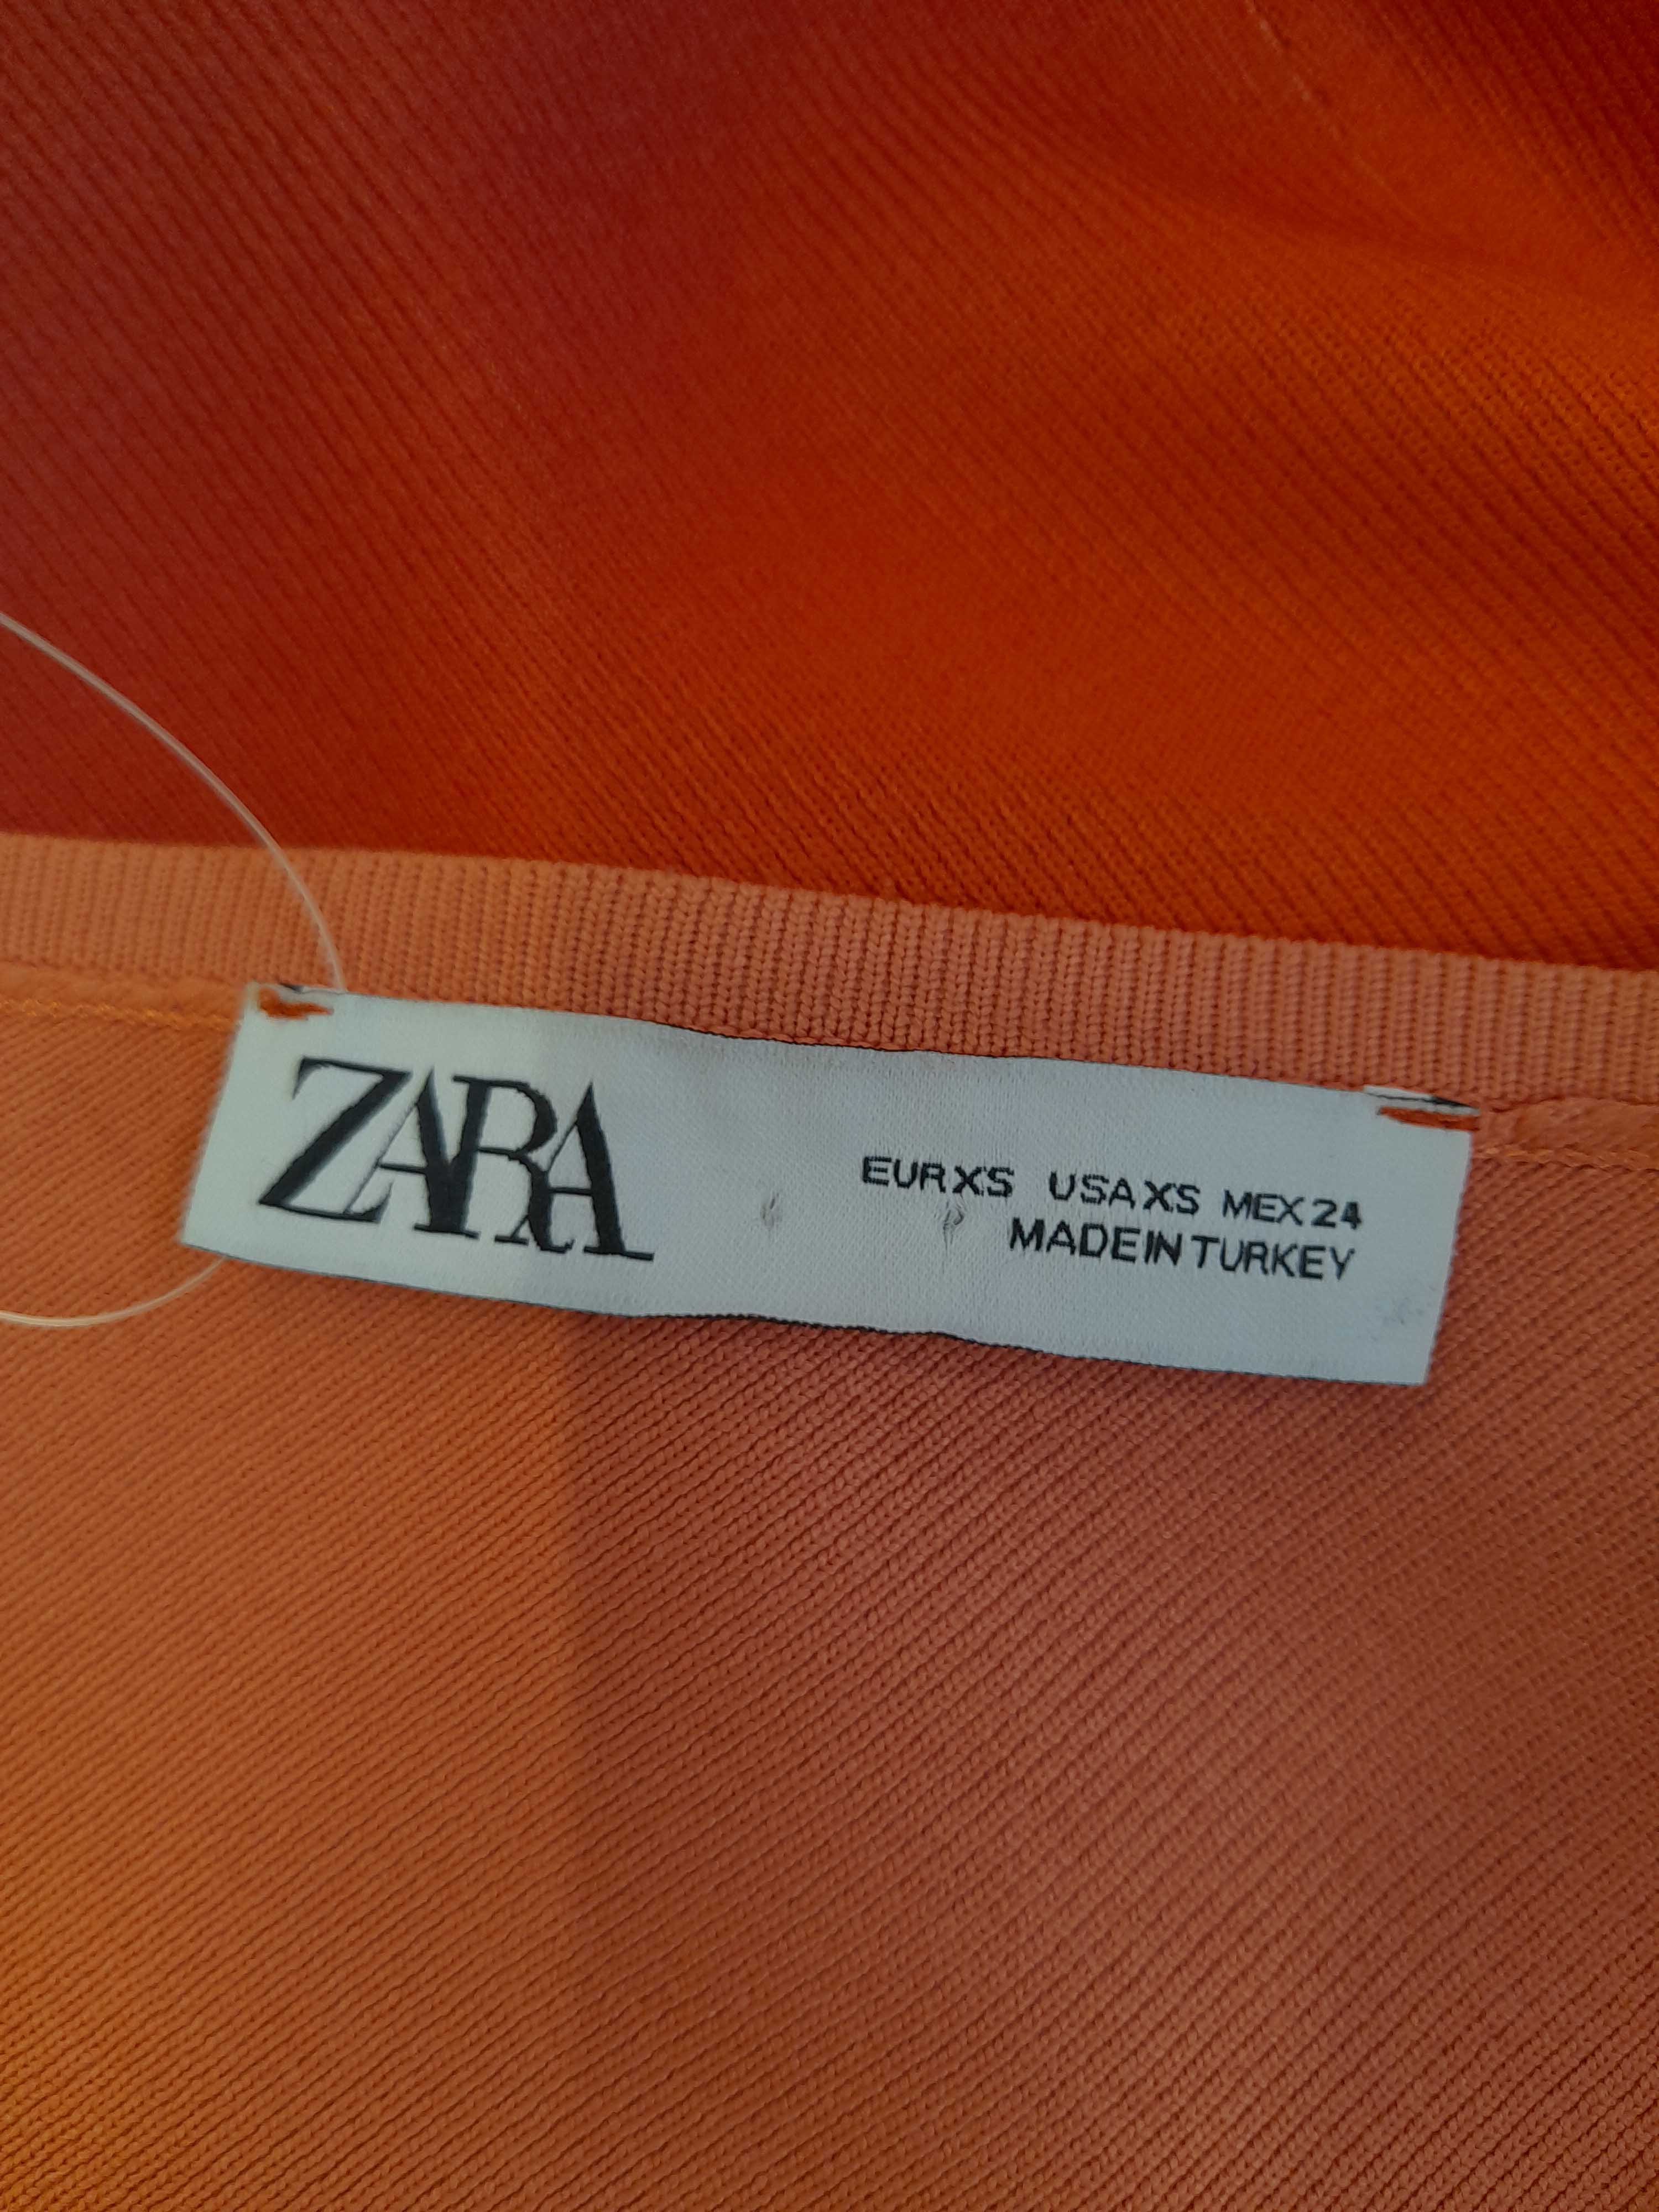 ZARA
EUR XS USA XS MEX 24
MADE IN TURKEY